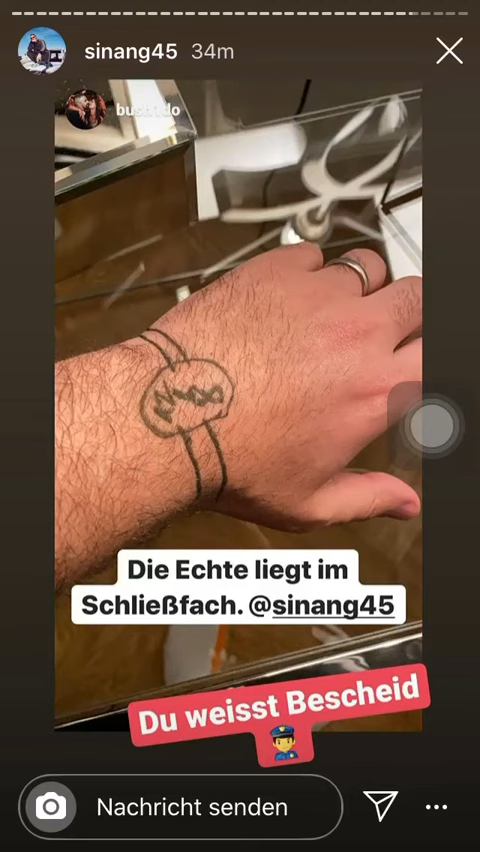 sinang45 34m
Die Echte liegt im
Schließfach. @sinang45
Du weisst Bescheid
Nachricht senden